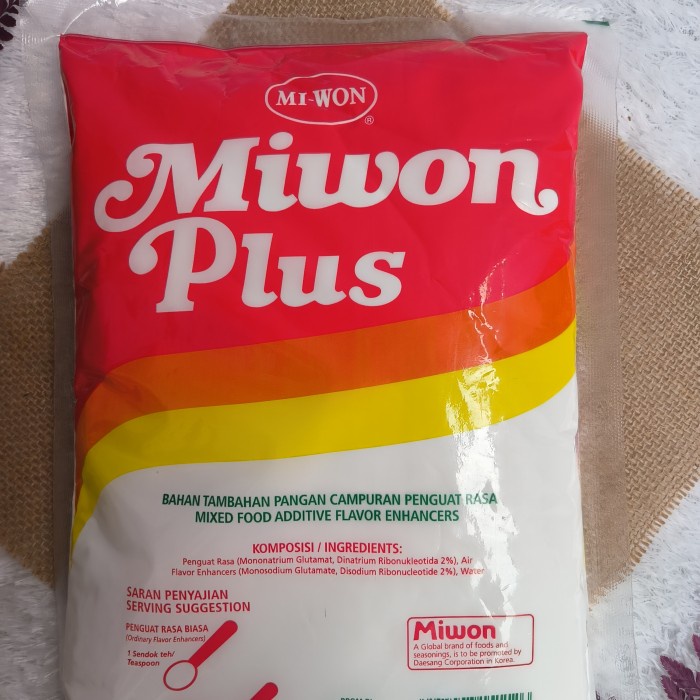 MI-WON
®
Miwon
Plus
BAHAN TAMBAHAN PANGAN CAMPURAN PENGUAT RASA
MIXED FOOD ADDITIVE FLAVOR ENHANCERS
KOMPOSISI / INGREDIENTS:
Penguat Rasa (Mononatrium Glutamat, Dinatrium Ribonukleotida 2%), Air
Flavor Enhancers (Monosodium Glutamate, Disodium Ribonucleotide 2%), Water
SARAN PENYAJIAN
SERVING SUGGESTION
PENGUAT RASA BIASA
(Ordinary Flavor Enhancers)
1 Sendok teh/
Teaspoon
Miwon
A Global brand of foods and
seasonings, is to be promoted by
Daesang Corporation in Korea.